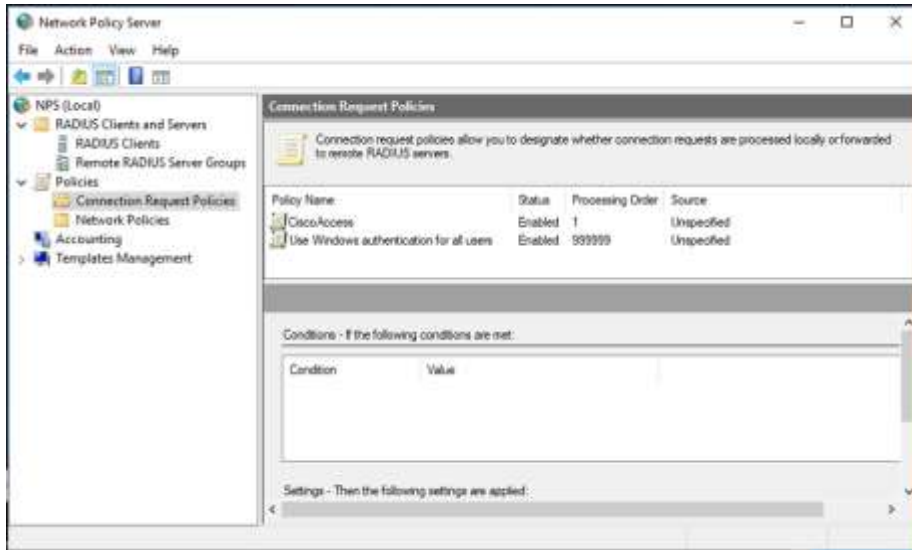 Network Policy Server
File Action View Help
NPS (Local)
RADIUS Clients and Servers
RADIUS Clients
Remote RADIUS Server Groups
Policies
Connection Request Policies
Network Policies
Accounting
Templates Management
Connection Request Policies
Connection request policies allow you to designate whether connection requests are processed locally or forwarded
to remote RADIUS servers.
Policy Name Status Processing Order Source
CiscoAccess Enabled 1 Unspecified
Use Windows authentication for all users Enabled 999999 Unspecified
Conditions - If the following conditions are met:
Condition Value
Settings - Then the following settings are applied: